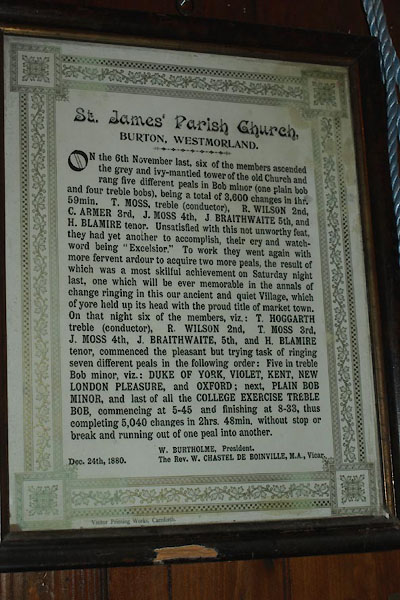 St. James' Parish Church,
BURTON, WESTMORLAND.
ON the 6th November last, six of the members ascended
the grey and ivy-mantled tower of the old Church and
rang five different peals in Bob minor (one plain bob
and four treble bobs), being a total of 3,600 changes in 1hr.
59min. T. MOSS, treble (conductor), R. WILSON 2nd,
C. ARMER 3rd, J. MOSS 4th, J BRAITHWAITE 5th, and
H. BLAMIRE tenor. Unsatisfied with this not unworthy feat,
they had yet another to accomplish, their cry and watch-
word being "Excelsior." To work they went again with
more fervent ardour to acquire two more peals, the result of
which was a most skilful achievement on Saturday night
last, one which will be ever memorable in the annals of
change ringing in this our ancient and quiet Village, which
of yore held up its head with the proud title of market town.
On that night six of the members, viz.: T. HOGGARTH
treble (conductor), R. WILSON 2nd, T. MOSS 3rd,
J. MOSS 4th, J. BRAITHWAITE, 5th, and H. BLAMIRE
tenor, commenced the pleasant but trying task of ringing
seven different peals in the following order: Five in treble
Bob minor, viz.: DUKE OF YORK, VIOLET, KENT, NEW
LONDON PLEASURE, and OXFORD; next, PLAIN BOB
MINOR, and last of all the COLLEGE EXERCISE TREBLE
BOB, commencing at 5-45 and finishing at 8-33, thus
completing 5,040 changes in 2hrs. 48min. without stop or
break and running out of one peal into another.
W. BURTHOLME, President.
Dec. 24th, 1880. The Rev. W. CHASTEL DE BOINVILLE, M.A., Vicar.
Visitor Printing Works, Carnforth.